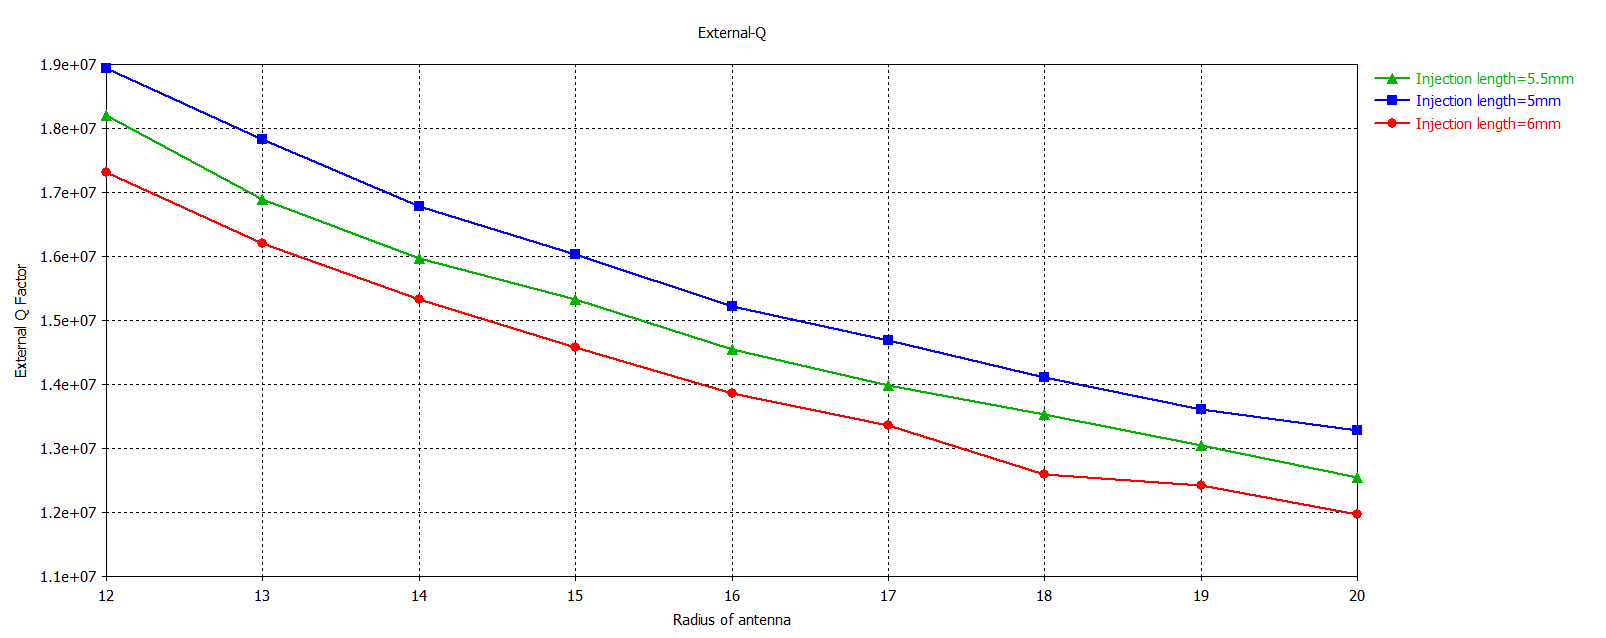 External-Q
1.9e+07
1.8e+07
1.7e+07
1.6e+07
1.5e+07
1.4e+07
1.3e+07
1.2e+07
1.1e+07
External Q Factor
12 13 14 15 16 17 18 19 20
Radius of antenna
Injection length=5.5mm
Injection length=5mm
Injection length=6mm